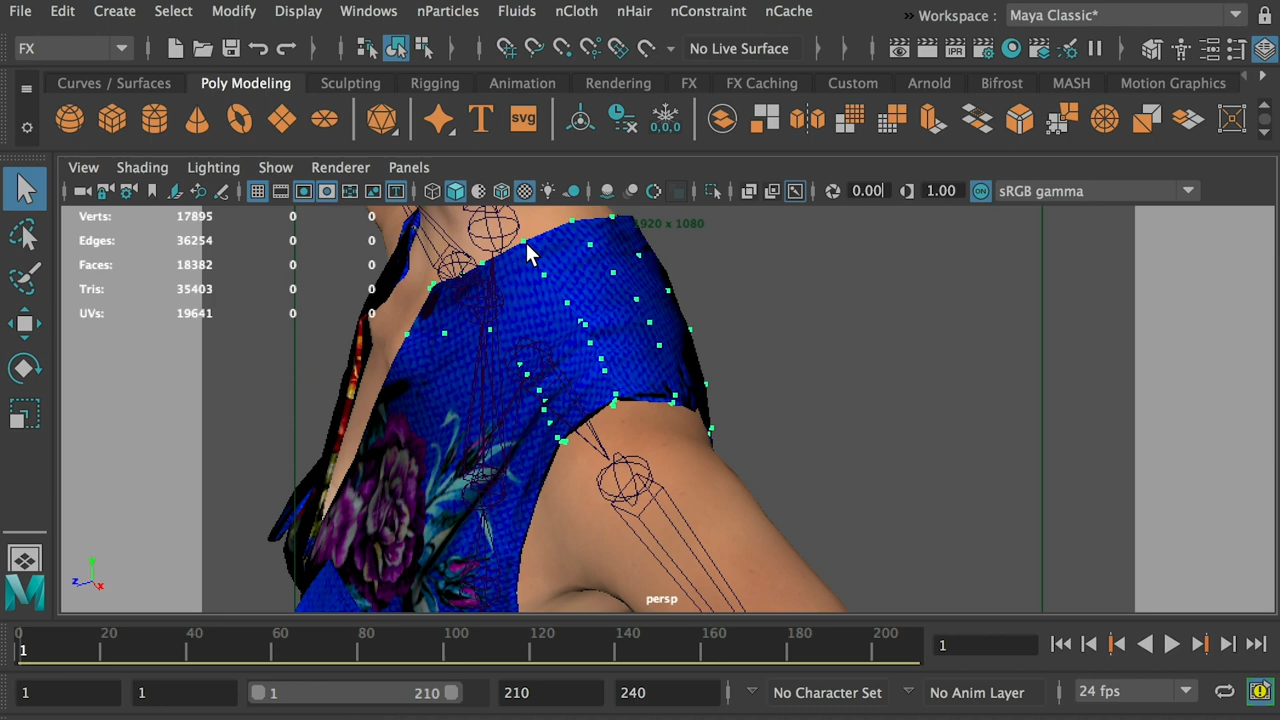 File Edit Create Select Modify Display Windows nParticles Fluids nCloth nHair nConstraint nCache » Workspace : Maya Classic*
FX No Live Surface
Curves / Surfaces Poly Modeling Sculpting Rigging Animation Rendering FX FX Caching Custom Arnold Bifrost MASH Motion Graphics
T svg 0,0,0
View Shading Lighting Show Renderer Panels
IPR 0.00 1.00 ON sRGB gamma
Verts: 17895 0 0 1920 x 1080
Edges: 36254 0 0
Faces: 18382 0 0
Tris: 35403 0 0
UVs: 19641 0 0
y
z x
persp
0 20 40 60 80 100 120 140 160 180 200
1 1
1 1 1 210 210 240 No Character Set No Anim Layer 24 fps